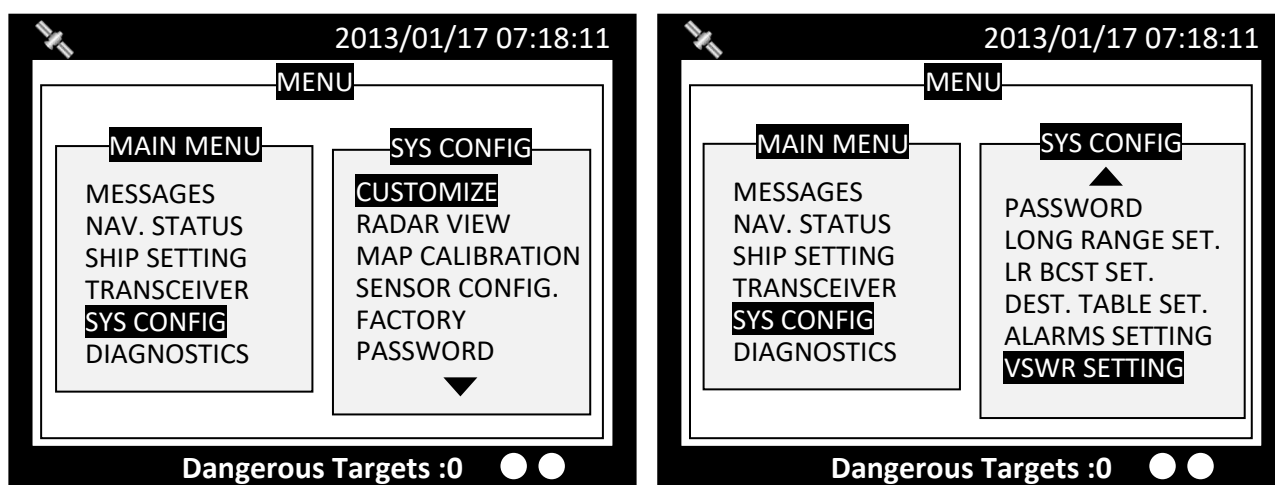 2013/01/17 07:18:11
MENU
MAIN MENU
MESSAGES
NAV. STATUS
SHIP SETTING
TRANSCEIVER
SYS CONFIG
DIAGNOSTICS
SYS CONFIG
CUSTOMIZE
RADAR VIEW
MAP CALIBRATION
SENSOR CONFIG.
FACTORY
PASSWORD
Dangerous Targets :0
2013/01/17 07:18:11
MENU
MAIN MENU
MESSAGES
NAV. STATUS
SHIP SETTING
TRANSCEIVER
SYS CONFIG
DIAGNOSTICS
SYS CONFIG
PASSWORD
LONG RANGE SET.
LR BCST SET.
DEST. TABLE SET.
ALARMS SETTING
VSWR SETTING
Dangerous Targets :0